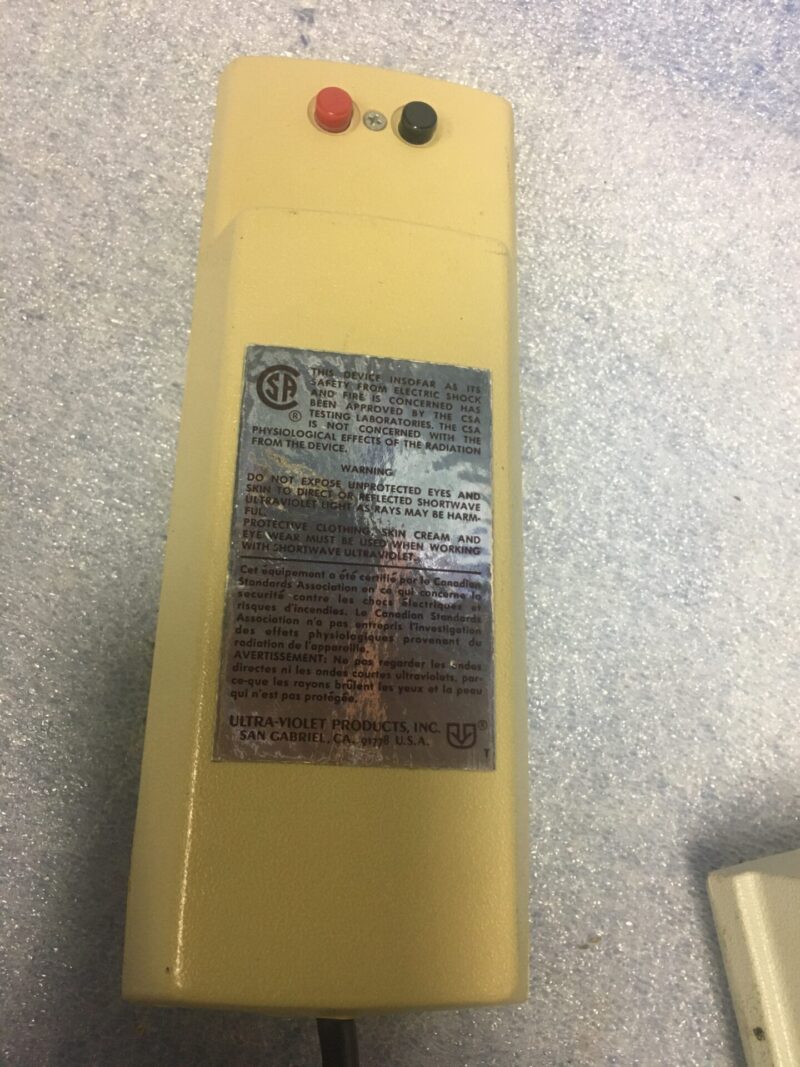 CSA
®
THIS DEVICE INSOFAR AS ITS
SAFETY FROM ELECTRIC SHOCK
AND FIRE IS CONCERNED HAS
BEEN APPROVED BY THE CSA
TESTING LABORATORIES. THE CSA
IS NOT CONCERNED WITH THE
PHYSIOLOGICAL EFFECTS OF THE RADIATION
FROM THE DEVICE.
WARNING
DO NOT EXPOSE UNPROTECTED EYES AND
SKIN TO DIRECT OR REFLECTED SHORTWAVE
ULTRAVIOLET LIGHT AS RAYS MAY BE HARM-
FUL.
PROTECTIVE CLOTHING, SKIN CREAM AND
EYE WEAR MUST BE USED WHEN WORKING
WITH SHORTWAVE ULTRAVIOLET.
Cet équipement a été certifié par la Canadian
Standards Association en ce qui concerne la
securité contre les chocs électriques et
risques d'incendies. Le Canadian Standards
Association n'a pas entrepris l'investigation
des effets physiologiques provenant du
radiation de l'appareille.
AVERTISSEMENT: Ne pas regarder les ondes
directes ni les ondes courtes ultraviolets, par-
ce-que les rayons brûlent les yeux et la peau
qui n'est pas protégée.
ULTRA-VIOLET PRODUCTS, INC.
SAN GABRIEL, CA. 91778 U.S.A.
®
T